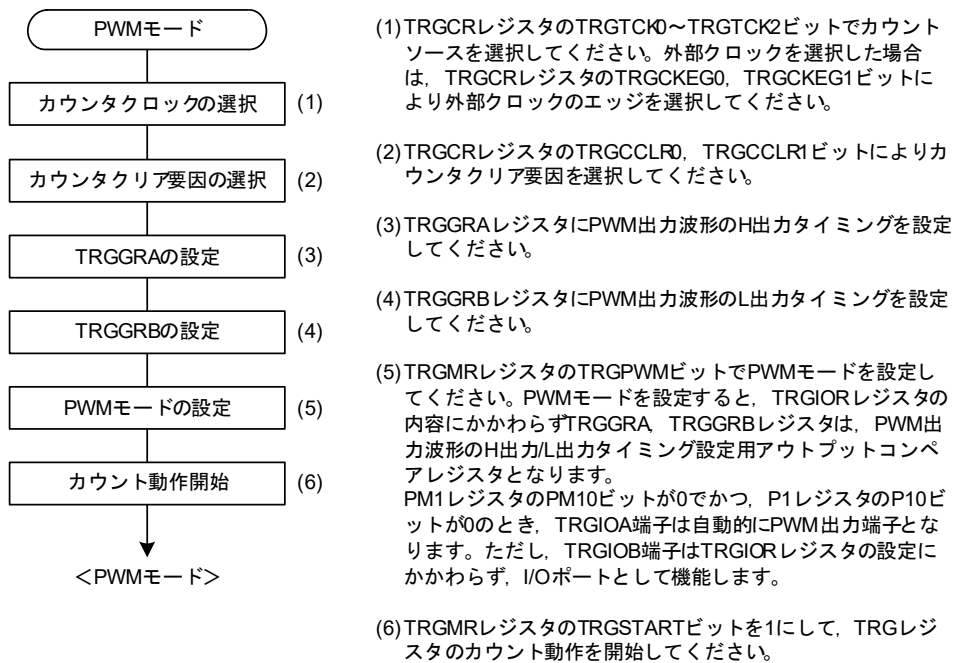 PWMモード
カウンタクロックの選択 (1)
カウンタクリア要因の選択 (2)
TRGGRAの設定 (3)
TRGGRBの設定 (4)
PWMモードの設定 (5)
カウント動作開始 (6)
＜PWMモード＞
(1) TRGCRレジスタのTRGTCK0～TRGTCK2ビットでカウント
ソースを選択してください。外部クロックを選択した場合
は，TRGCRレジスタのTRGCKEG0，TRGCKEG1ビットに
より外部クロックのエッジを選択してください。
(2) TRGCRレジスタのTRGCCLR0，TRGCCLR1ビットによりカ
ウンタクリア要因を選択してください。
(3) TRGGRAレジスタにPWM出力波形のH出力タイミングを設定
してください。
(4) TRGGRBレジスタにPWM出力波形のL出力タイミングを設定
してください。
(5) TRGMRレジスタのTRGPWMビットでPWMモードを設定し
てください。PWMモードを設定すると，TRGIORレジスタの
内容にかかわらずTRGGRA，TRGGRBレジスタは，PWM出
力波形のH出力/L出力タイミング設定用アウトプットコンペ
アレジスタとなります。
PM1レジスタのPM10ビットが0でかつ，P1レジスタのP10ビ
ットが0のとき，TRGIOA端子は自動的にPWM出力端子とな
ります。ただし，TRGIOB端子はTRGIORレジスタの設定に
かかわらず，I/Oポートとして機能します。
(6) TRGMRレジスタのTRGSTARTビットを1にして，TRGレジ
スタのカウント動作を開始してください。